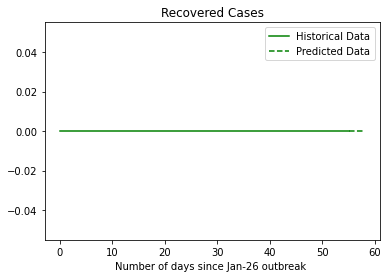 Recovered Cases
Historical Data
Predicted Data
0.04
0.02
0.00
−0.02
−0.04
0 10 20 30 40 50 60
Number of days since Jan-26 outbreak